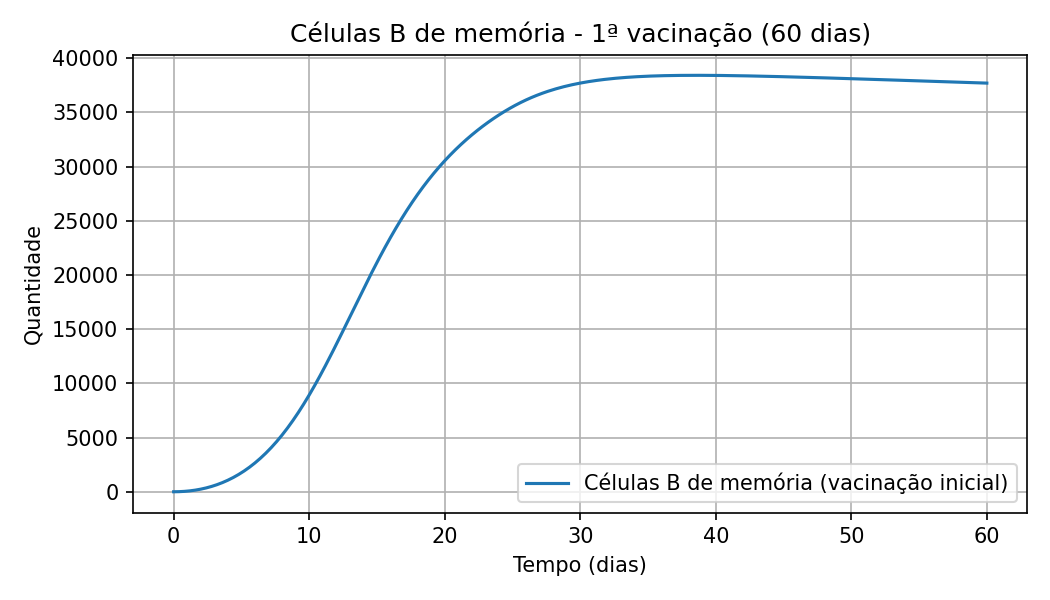 Células B de memória - 1ª vacinação (60 dias)
40000
35000
30000
25000
20000
15000
10000
5000
0
Quantidade
Células B de memória (vacinação inicial)
0 10 20 30 40 50 60
Tempo (dias)